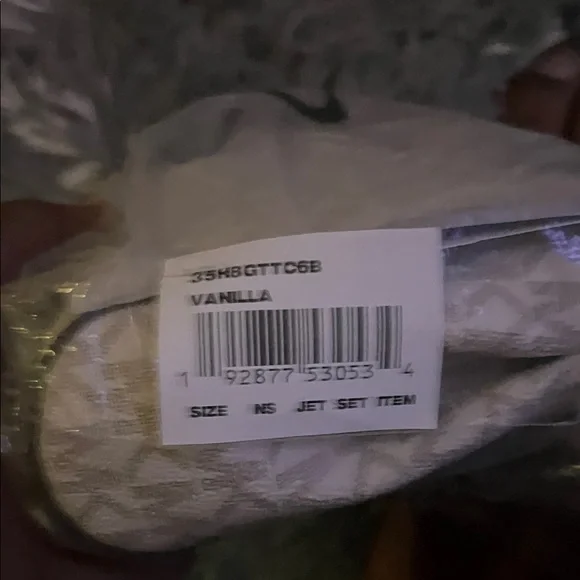 35H8GTTC6B
VANILLA
1 92877 53053 4
SIZE NS JET SET ITEM